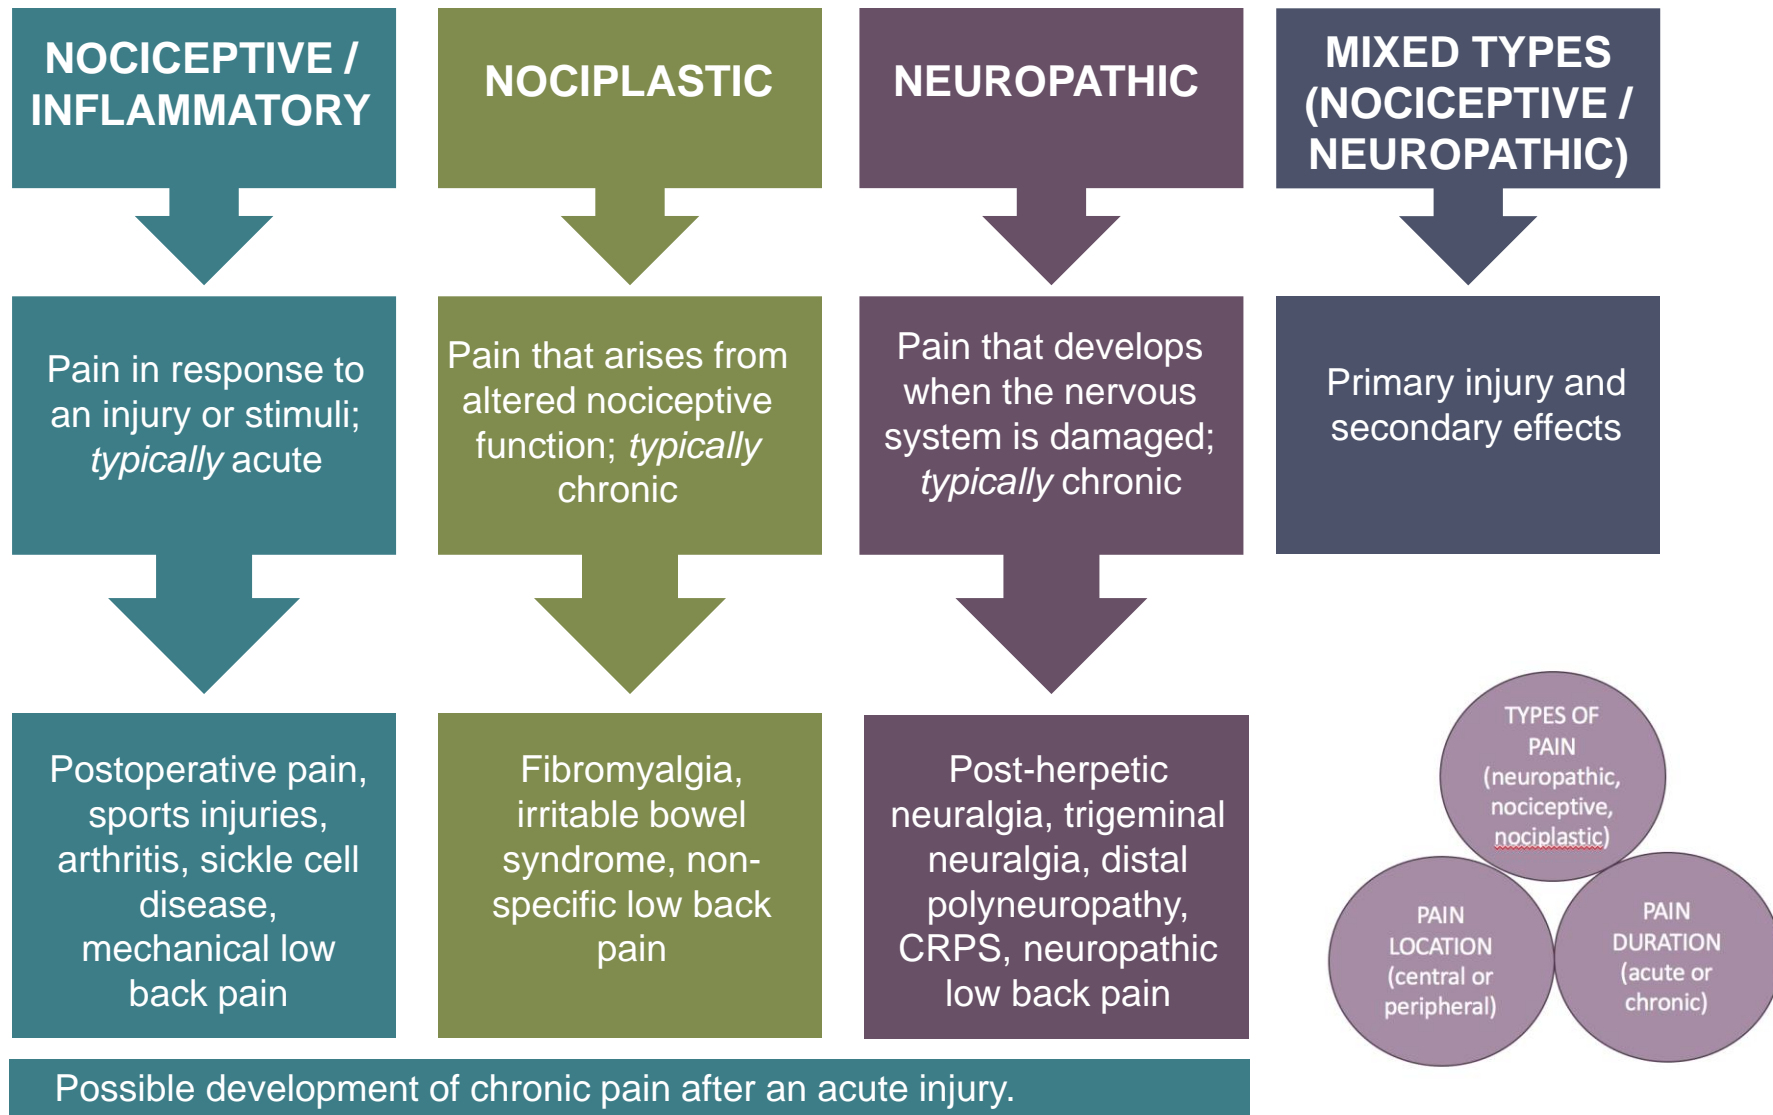 NOCICEPTIVE /
INFLAMMATORY
Pain in response to
an injury or stimuli;
typically acute
Postoperative pain,
sports injuries,
arthritis, sickle cell
disease,
mechanical low
back pain
NOCIPLASTIC
Pain that arises from
altered nociceptive
function; typically
chronic
Fibromyalgia,
irritable bowel
syndrome, non-
specific low back
pain
NEUROPATHIC
Pain that develops
when the nervous
system is damaged;
typically chronic
Post-herpetic
neuralgia, trigeminal
neuralgia, distal
polyneuropathy,
CRPS, neuropathic
low back pain
MIXED TYPES
(NOCICEPTIVE /
NEUROPATHIC)
Primary injury and
secondary effects
TYPES OF
PAIN
(neuropathic,
nociceptive,
nociplastic)
PAIN
LOCATION
(central or
peripheral)
PAIN
DURATION
(acute or
chronic)
Possible development of chronic pain after an acute injury.